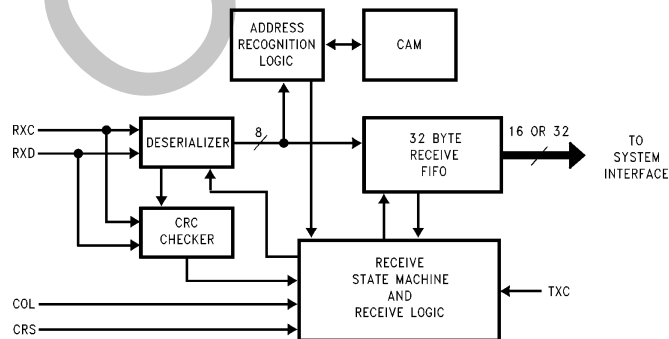 ADDRESS
RECOGNITION
LOGIC
CAM
RXC
RXD
DESERIALIZER
8
32 BYTE
RECEIVE
FIFO
16 OR 32
TO
SYSTEM
INTERFACE
CRC
CHECKER
RECEIVE
STATE MACHINE
AND
RECEIVE LOGIC
TXC
COL
CRS